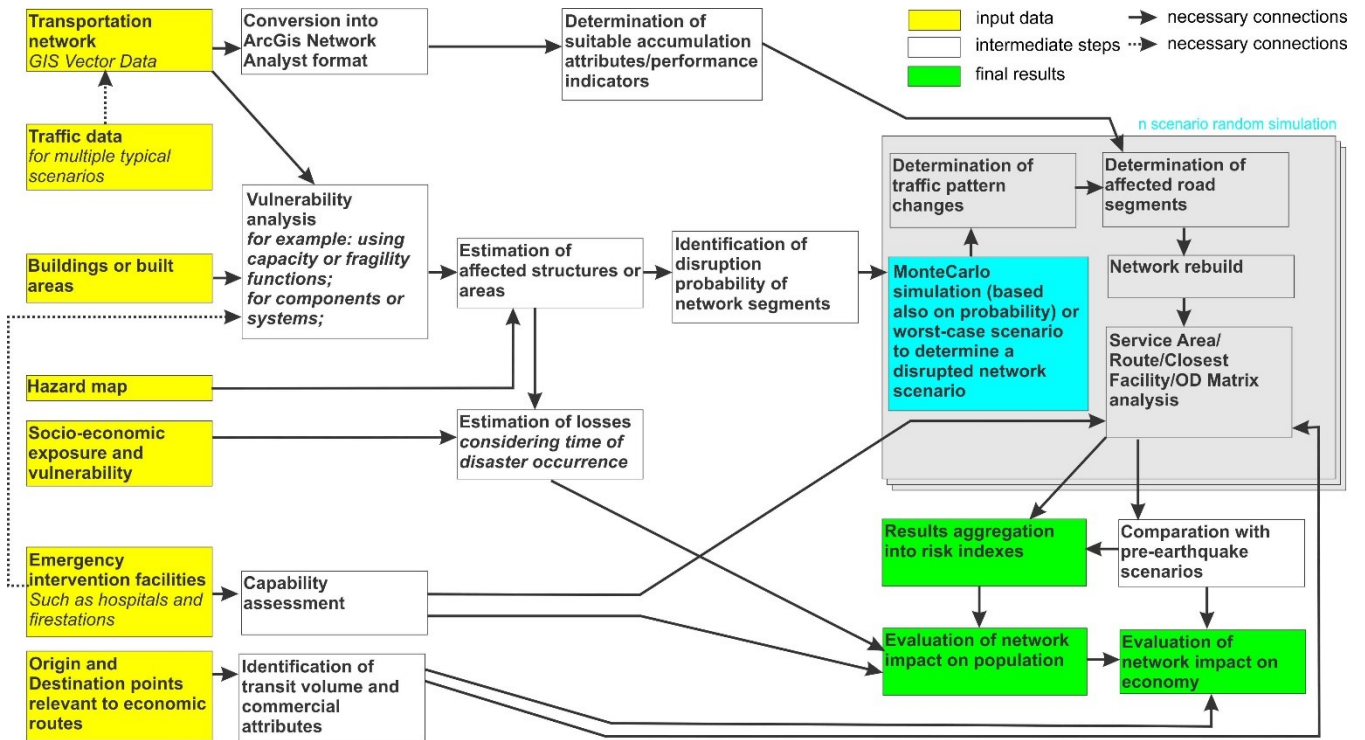 Transportation
network
GIS Vector Data
Conversion into
ArcGis Network
Analyst format
Determination of
suitable accumulation
attributes/performance
indicators
input data
intermediate steps
final results
necessary connections
necessary connections
Traffic data
for multiple typical
scenarios
n scenario random simulation
Determination of
traffic pattern
changes
Determination of
affected road
segments
Vulnerability
analysis
for example: using
capacity or fragility
functions;
for components or
systems;
Buildings or built
areas
Estimation of
affected structures or
areas
Identification of
disruption
probability of
network segments
MonteCarlo
simulation (based
also on probability) or
worst-case scenario
to determine a
disrupted network
scenario
Network rebuild
Service Area/
Route/Closest
Facility/OD Matrix
analysis
Hazard map
Socio-economic
exposure and
vulnerability
Estimation of losses
considering time of
disaster occurrence
Results aggregation
into risk indexes
Comparation with
pre-earthquake
scenarios
Emergency
intervention facilities
Such as hospitals and
firestations
Capability
assessment
Evaluation of network
impact on population
Evaluation of
network impact on
economy
Origin and
Destination points
relevant to economic
routes
Identification of
transit volume and
commercial
attributes